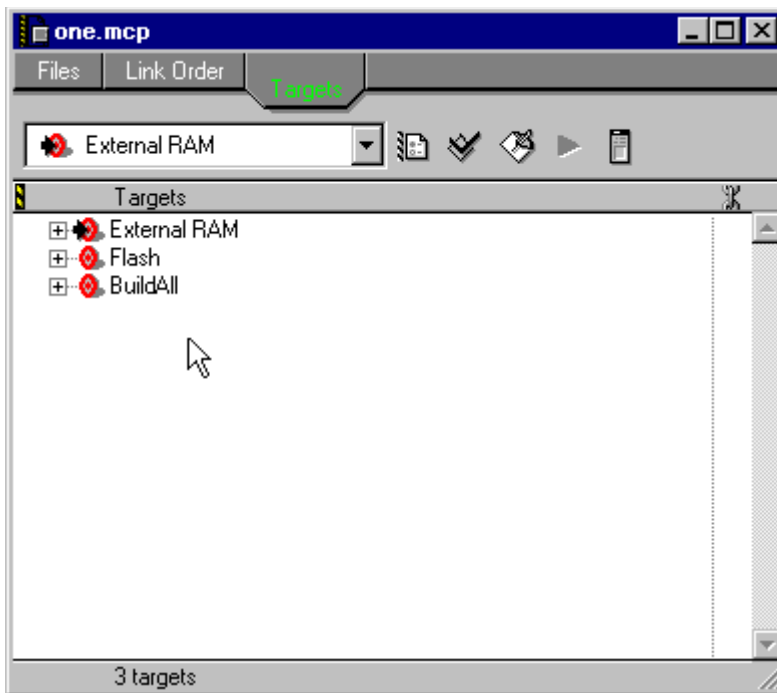 one.mcp
Files Link Order Targets
External RAM
Targets
External RAM
Flash
BuildAll
3 targets